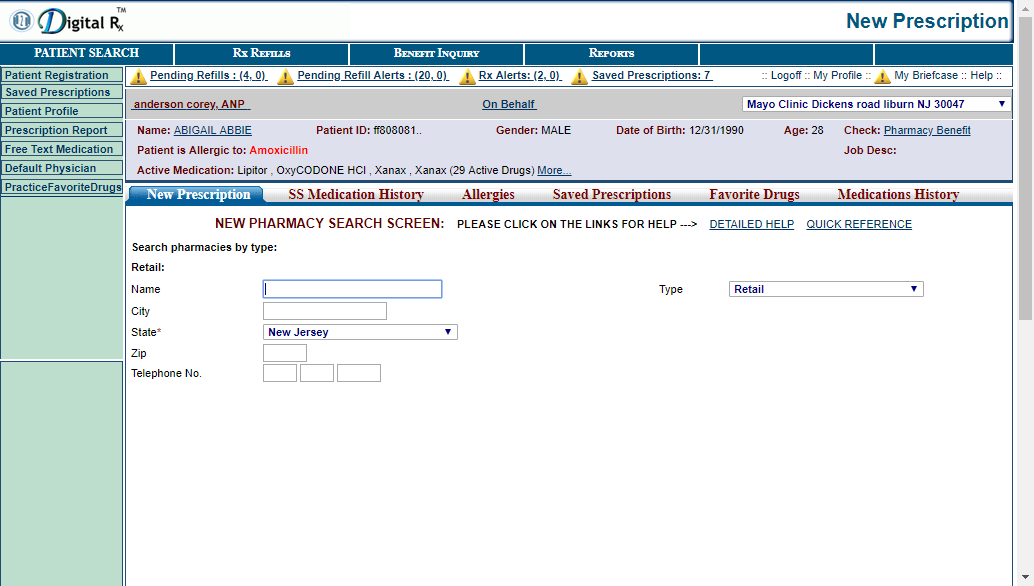 Digital Rx TM
New Prescription
PATIENT SEARCH RX REFILLS BENEFIT INQUIRY REPORTS
Patient Registration
Saved Prescriptions
Patient Profile
Prescription Report
Free Text Medication
Default Physician
PracticeFavoriteDrugs
Pending Refills : (4, 0) Pending Refill Alerts : (20, 0) Rx Alerts: (2, 0) Saved Prescriptions: 7 :: Logoff :: My Profile :: My Briefcase :: Help ::
anderson corey, ANP On Behalf Mayo Clinic Dickens road liburn NJ 30047
Name: ABIGAIL ABBIE Patient ID: ff808081.. Gender: MALE Date of Birth: 12/31/1990 Age: 28 Check: Pharmacy Benefit
Patient is Allergic to: Amoxicillin Job Desc:
Active Medication: Lipitor , OxyCODONE HCl , Xanax , Xanax (29 Active Drugs) More...
New Prescription SS Medication History Allergies Saved Prescriptions Favorite Drugs Medications History
NEW PHARMACY SEARCH SCREEN: PLEASE CLICK ON THE LINKS FOR HELP ---> DETAILED HELP QUICK REFERENCE
Search pharmacies by type:
Retail:
Name Type Retail
City
State* New Jersey
Zip
Telephone No.